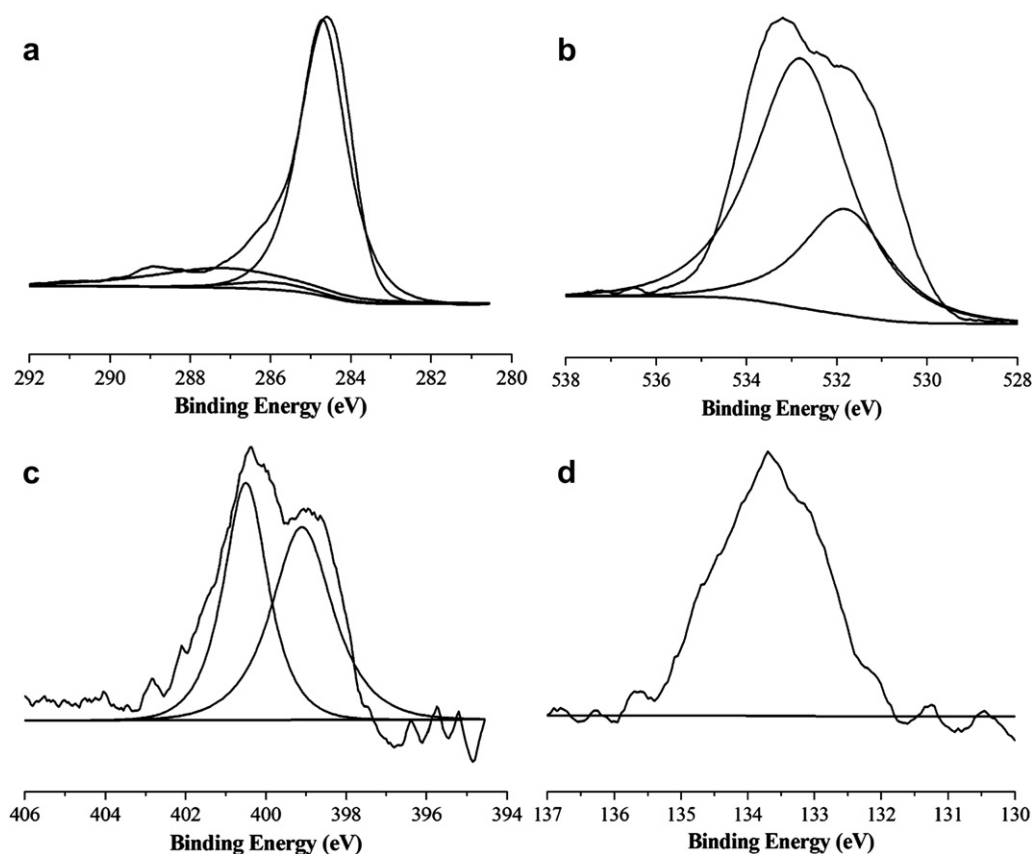 a
292 290 288 286 284 282 280
Binding Energy (eV)
b
538 536 534 532 530 528
Binding Energy (eV)
c
406 404 402 400 398 396 394
Binding Energy (eV)
d
137 136 135 134 133 132 131 130
Binding Energy (eV)